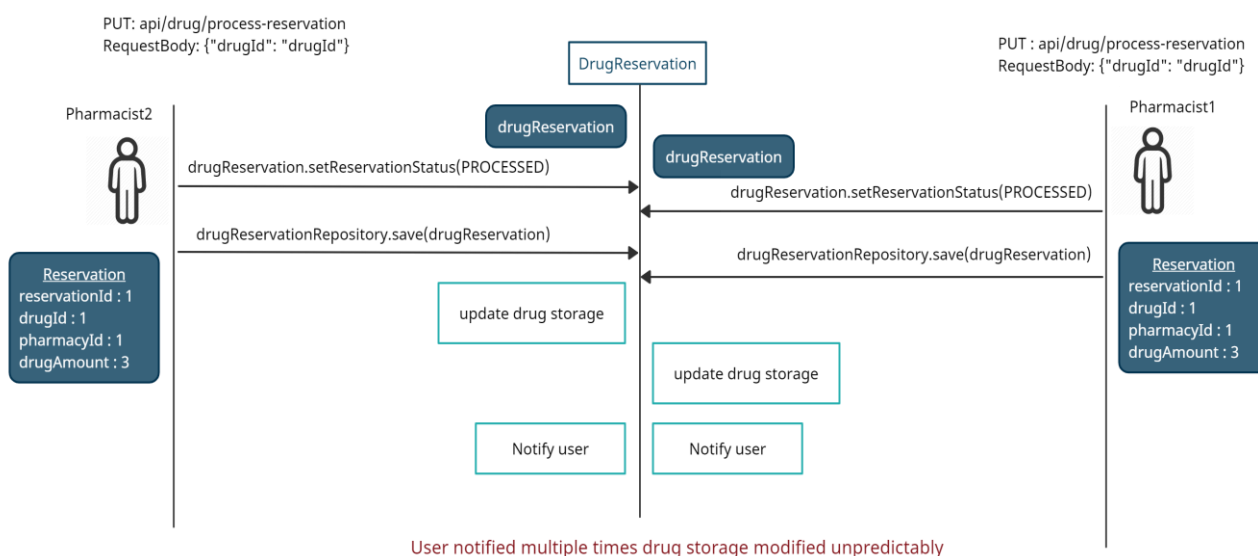 PUT: api/drug/process-reservation
RequestBody: {"drugId": "drugId"}
PUT : api/drug/process-reservation
RequestBody: {"drugId": "drugId"}
DrugReservation
Pharmacist2
Pharmacist1
drugReservation
drugReservation
drugReservation.setReservationStatus(PROCESSED)
drugReservation.setReservationStatus(PROCESSED)
drugReservationRepository.save(drugReservation)
drugReservationRepository.save(drugReservation)
Reservation
reservationId : 1
drugId : 1
pharmacyId : 1
drugAmount : 3
Reservation
reservationId : 1
drugId : 1
pharmacyId : 1
drugAmount : 3
update drug storage
update drug storage
Notify user
Notify user
User notified multiple times drug storage modified unpredictably